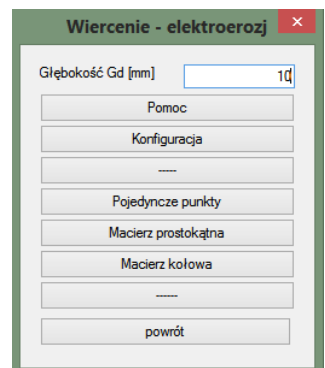 Wiercenie - elektroerozj
Głębokość Gd [mm] 10
Pomoc
Konfiguracja
-----
Pojedyncze punkty
Macierz prostokątna
Macierz kołowa
------
powrót